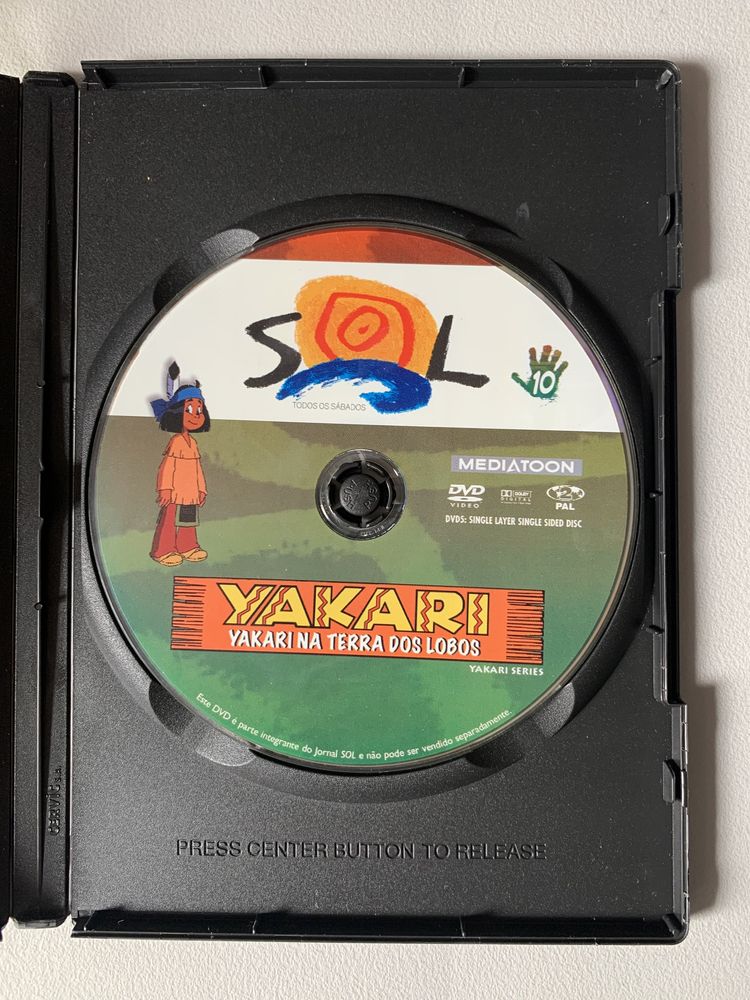 SOL
TODOS OS SÁBADOS
10
MEDIATOON
DVD VIDEO
DOLBY DIGITAL
PAL
DVD5: SINGLE LAYER SINGLE SIDED DISC
YAKARI
YAKARI NA TERRA DOS LOBOS
YAKARI SERIES
Este DVD é parte integrante do Jornal SOL e não pode ser vendido separadamente.
PRESS CENTER BUTTON TO RELEASE